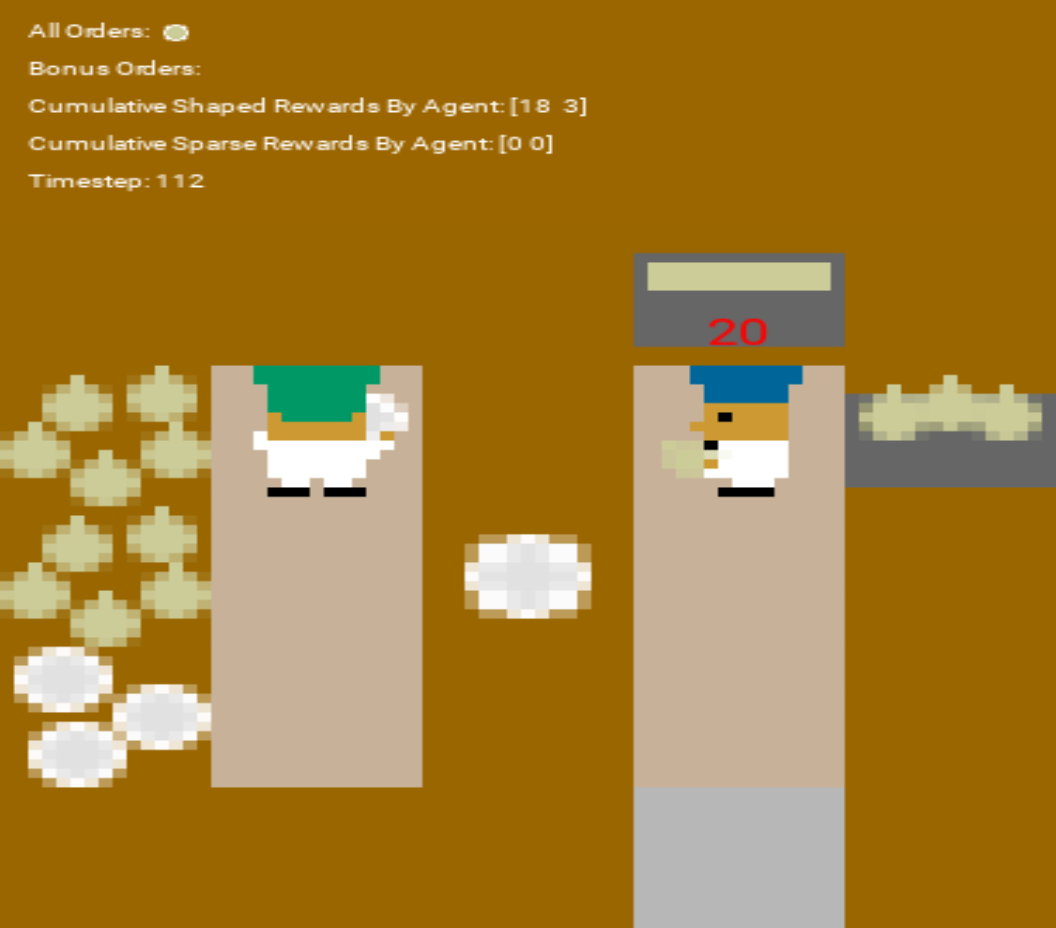 All Orders:
Bonus Orders:
Cumulative Shaped Rewards By Agent: [18 3]
Cumulative Sparse Rewards By Agent: [0 0]
Timestep: 112
20